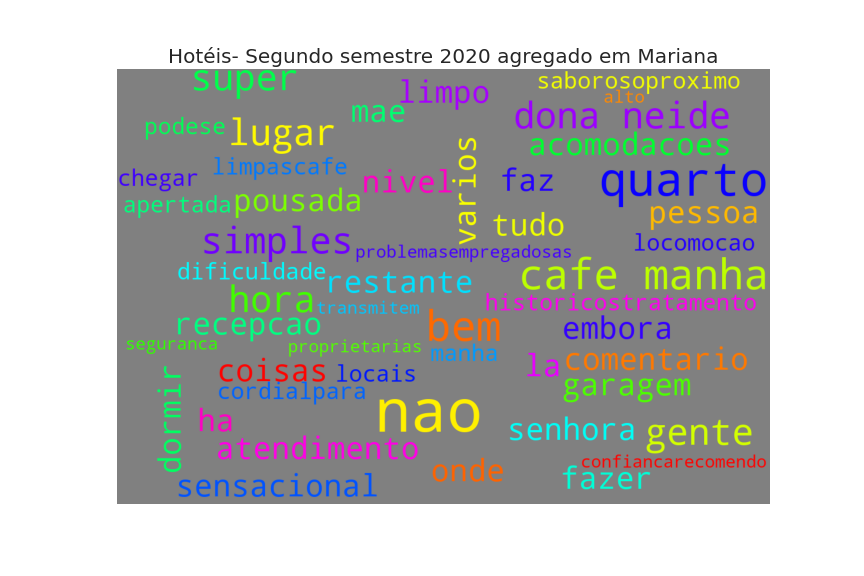 Hotéis- Segundo semestre 2020 agregado em Mariana
super
saborosoproximo
limpo
alto
mae
dona neide
podese
lugar
acomodacoes
limpascafe
chegar
nivel
varios
faz
quarto
apertada
pousada
pessoa
tudo
simples
locomocao
problemasempregadosas
dificuldade
restante
cafe manha
hora
transmitem
historicostratamento
recepcao
bem
embora
seguranca
proprietarias
manha
la
comentario
coisas
locais
garagem
cordialpara
dormir
ha
nao
senhora
gente
atendimento
onde
confiancarecomendo
fazer
sensacional